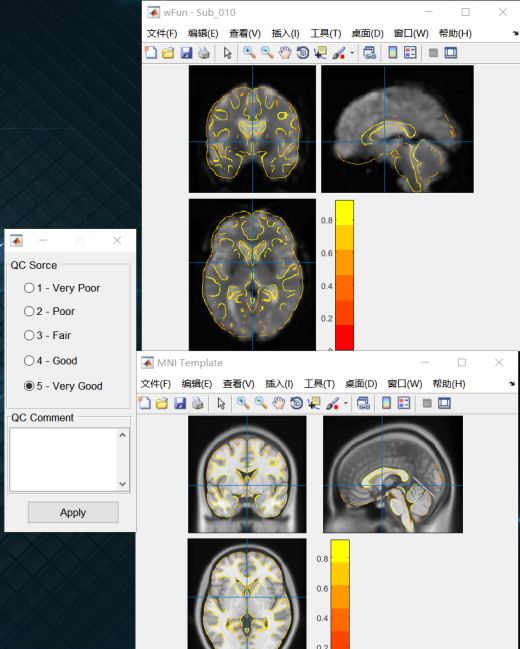 wFun - Sub_010
文件(F) 编辑(E) 查看(V) 插入(I) 工具(T) 桌面(D) 窗口(W) 帮助(H)
0.8
0.6
0.4
0.2
0
QC Sorce
1 - Very Poor
2 - Poor
3 - Fair
4 - Good
5 - Very Good
QC Comment
Apply
MNI Template
文件(F) 编辑(E) 查看(V) 插入(I) 工具(T) 桌面(D) 窗口(W) 帮助(H)
0.8
0.6
0.4
0.2